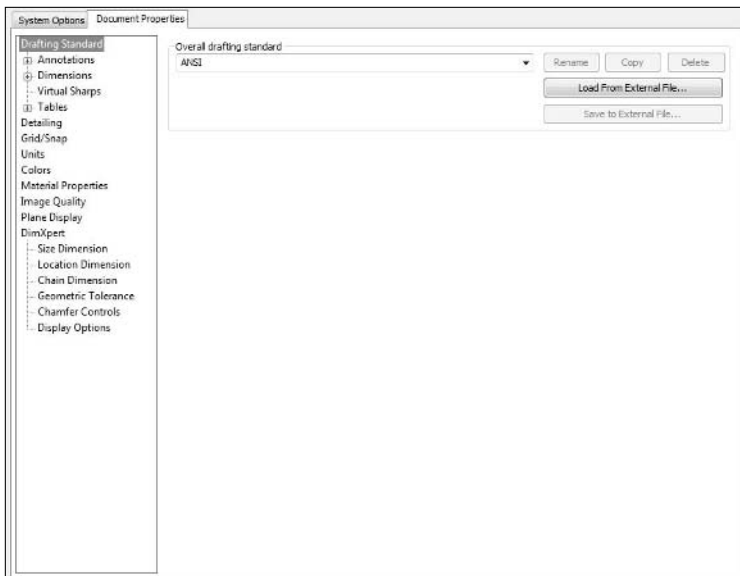 System Options Document Properties
Drafting Standard
Annotations
Dimensions
Virtual Sharps
Tables
Detailing
Grid/Snap
Units
Colors
Material Properties
Image Quality
Plane Display
DimXpert
Size Dimension
Location Dimension
Chain Dimension
Geometric Tolerance
Chamfer Controls
Display Options
Overall drafting standard
ANSI
Rename Copy Delete
Load From External File...
Save to External File...